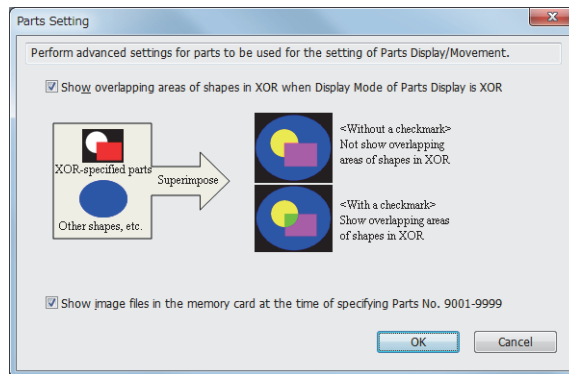 Parts Setting
Perform advanced settings for parts to be used for the setting of Parts Display/Movement.
Show overlapping areas of shapes in XOR when Display Mode of Parts Display is XOR
XOR-specified parts
Superimpose
Other shapes, etc.
<Without a checkmark>
Not show overlapping
areas of shapes in XOR
<With a checkmark>
Show overlapping areas
of shapes in XOR
Show image files in the memory card at the time of specifying Parts No. 9001-9999
OK
Cancel